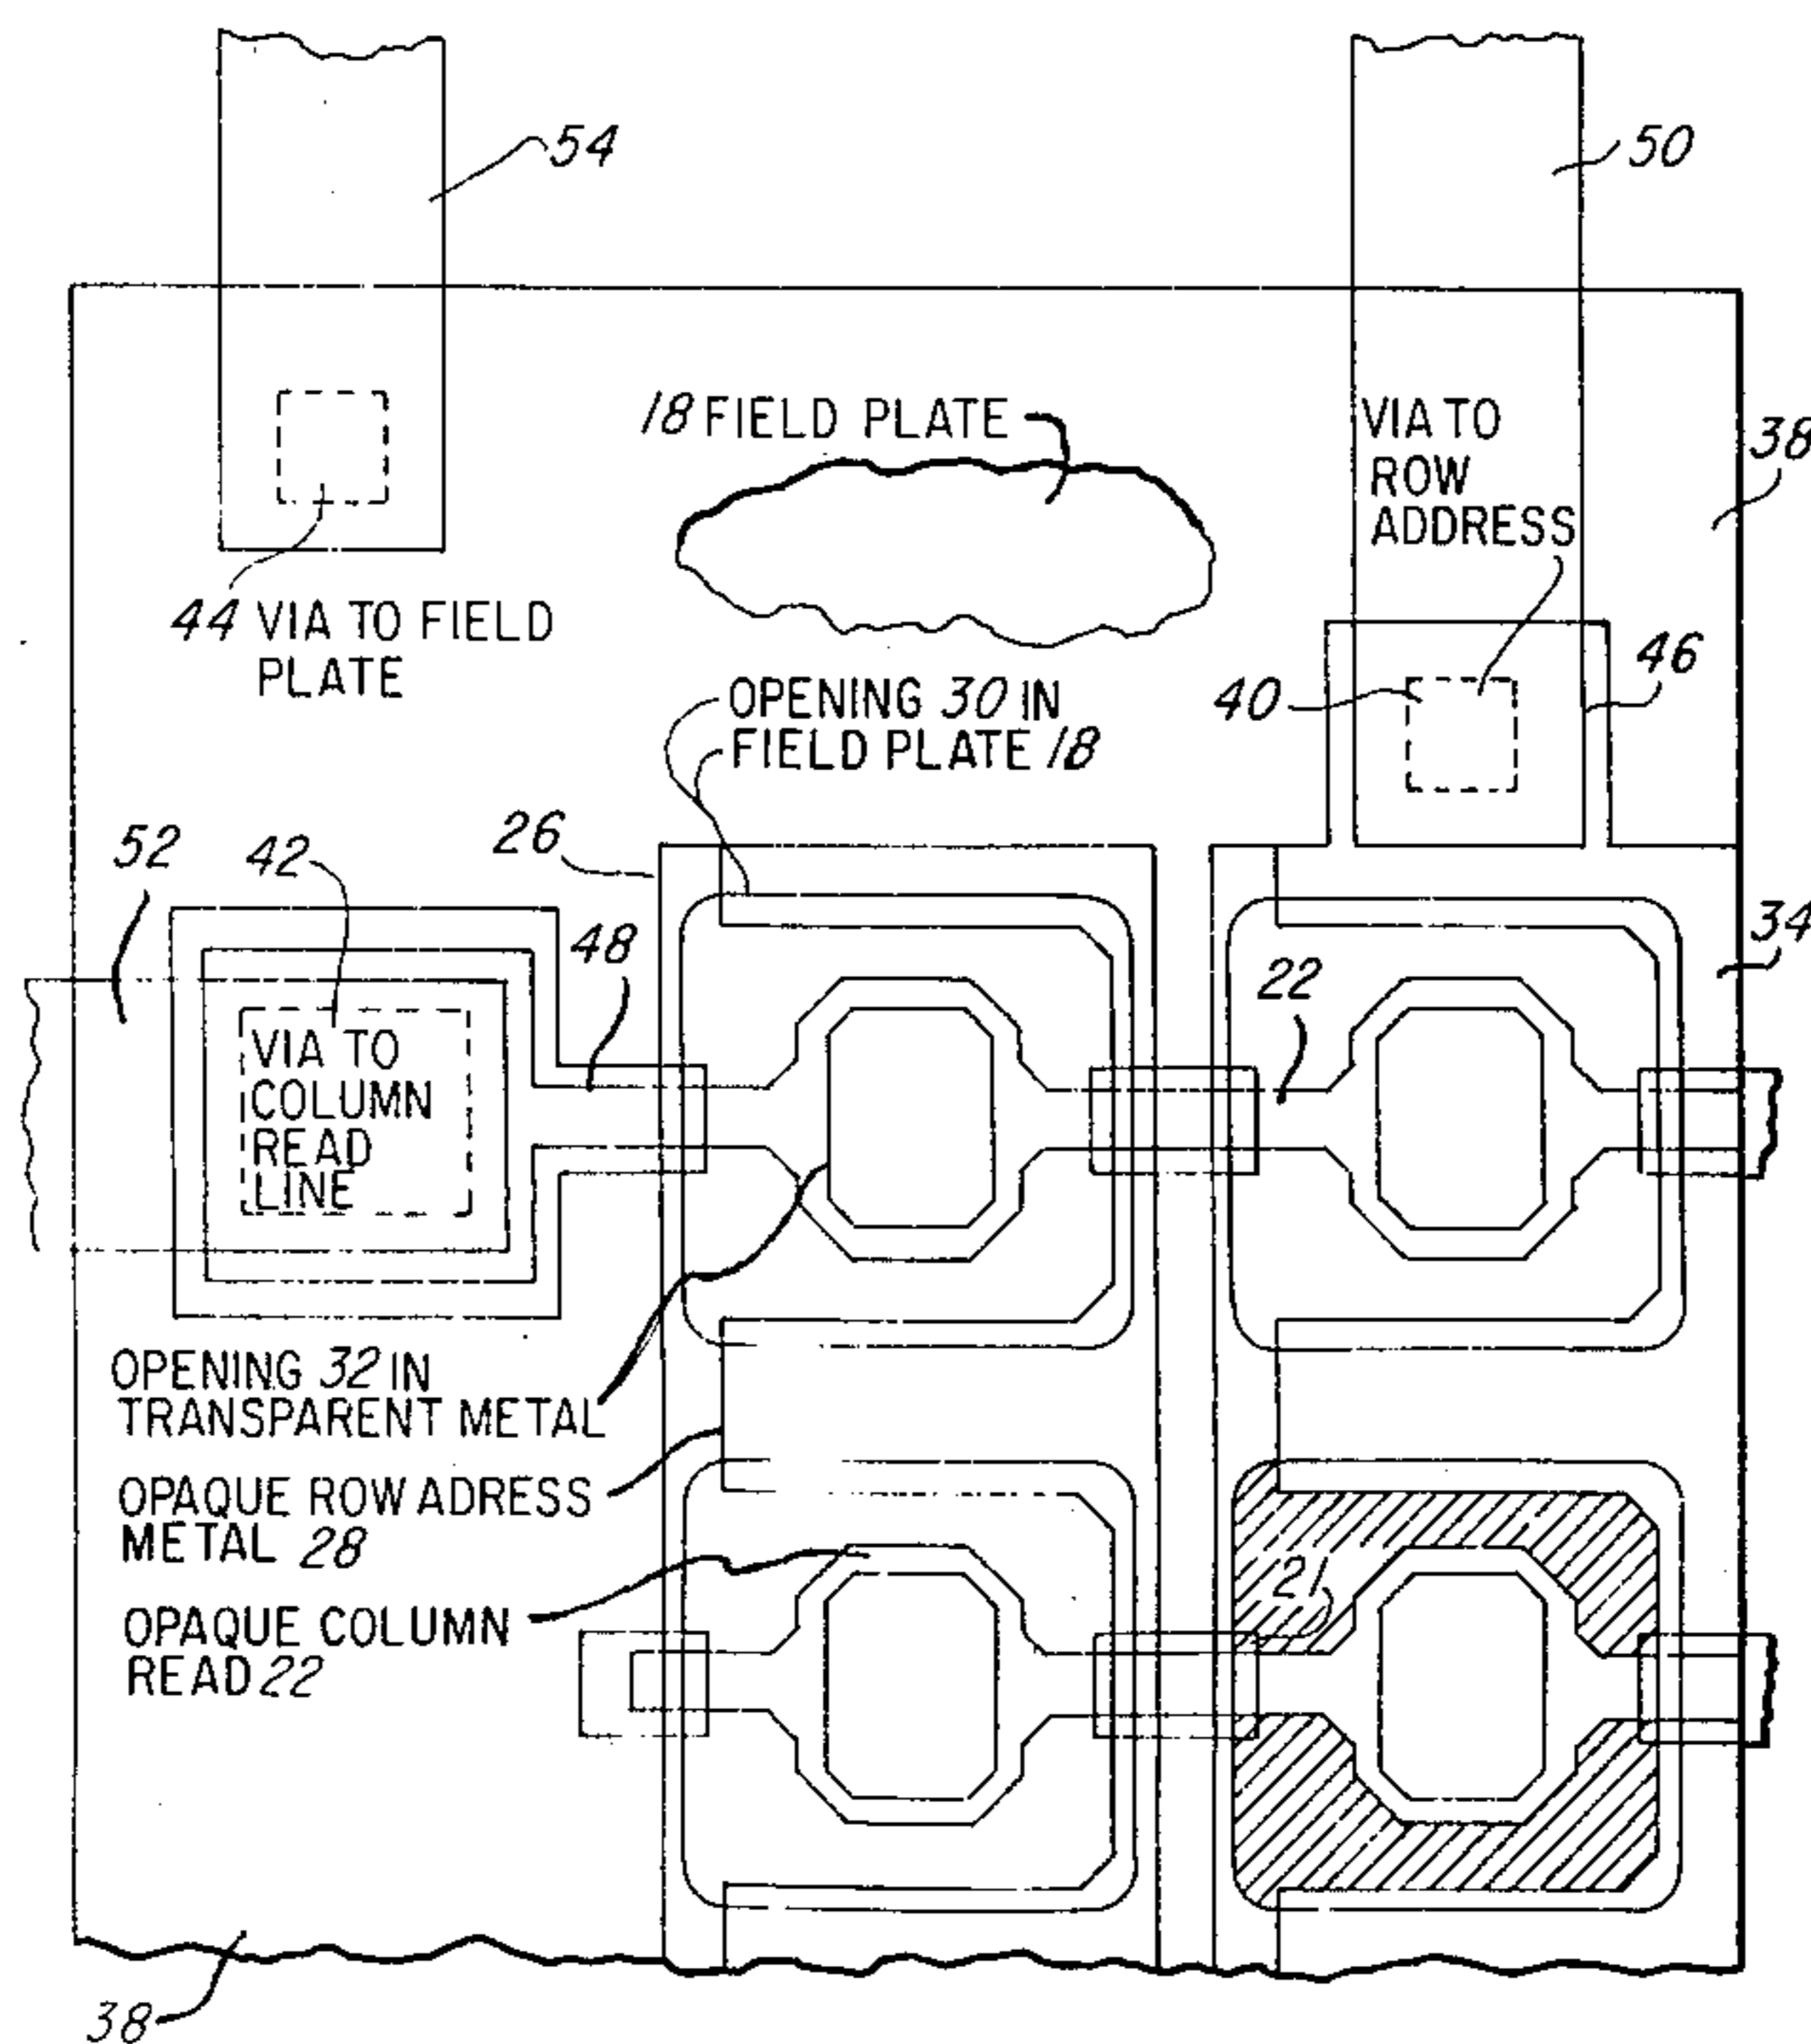 54
50
18 FIELD PLATE
VIA TO
ROW
ADDRESS
38
44 VIA TO FIELD
PLATE
46
40
OPENING 30 IN
FIELD PLATE 18
52
42
26
48
34
22
VIA TO
COLUMN
READ
LINE
OPENING 32 IN
TRANSPARENT METAL
OPAQUE ROW ADRESS
METAL 28
21
OPAQUE COLUMN
READ 22
38